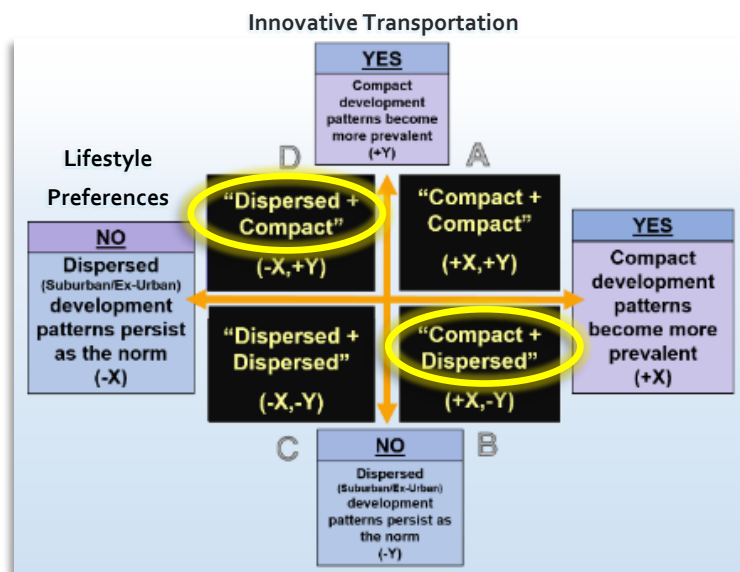 Innovative Transportation
YES
Compact
development
patterns become
more prevalent
(+Y)
D
A
Lifestyle
Preferences
"Dispersed +
Compact"
(-X,+Y)
"Compact +
Compact"
(+X,+Y)
NO
Dispersed
(Suburban/Ex-Urban)
development
patterns persist
as the norm
(-X)
YES
Compact
development
patterns
become more
prevalent
(+X)
"Dispersed +
Dispersed"
(-X,-Y)
"Compact +
Dispersed"
(+X,-Y)
C
B
NO
Dispersed
(Suburban/Ex-Urban)
development
patterns persist as
the norm
(-Y)